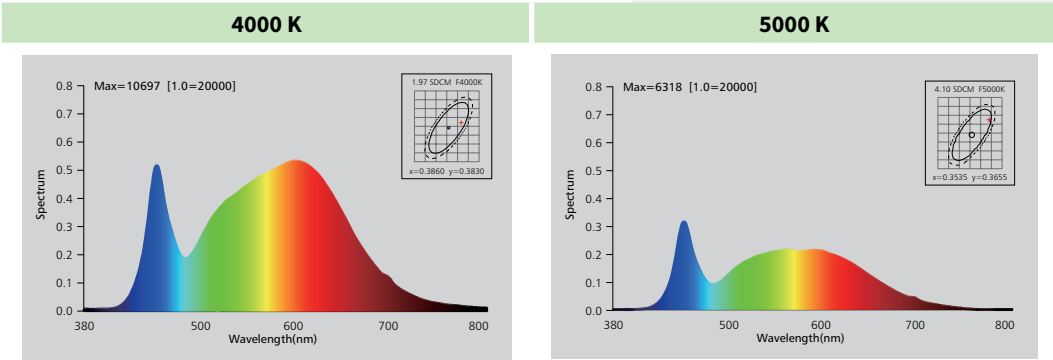 4000 K
Max=10697 [1.0=20000]
1.97 SDCM F4000K
x=0.3860 y=0.3830
Spectrum
0.8
0.7
0.6
0.5
0.4
0.3
0.2
0.1
0.0
380 500 600 700 800
Wavelength(nm)
5000 K
Max=6318 [1.0=20000]
4.10 SDCM F5000K
x=0.3535 y=0.3655
Spectrum
0.8
0.7
0.6
0.5
0.4
0.3
0.2
0.1
0.0
380 500 600 700 800
Wavelength(nm)